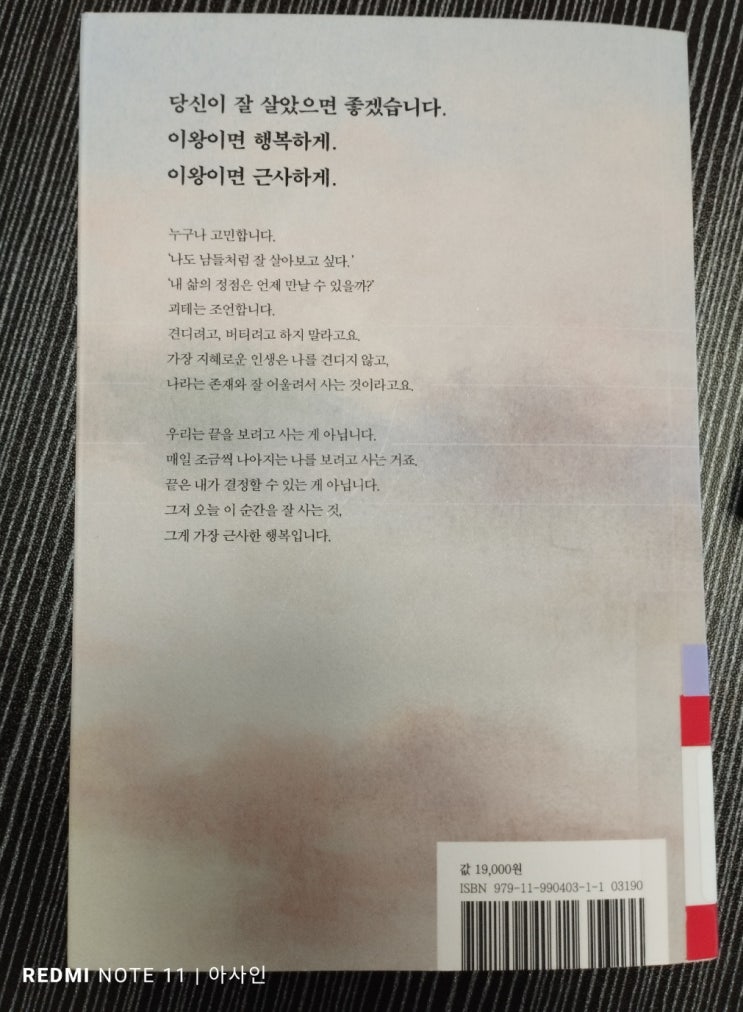 당신이 잘 살았으면 좋겠습니다.
이왕이면 행복하게.
이왕이면 근사하게.
누구나 고민합니다.
'나도 남들처럼 잘 살아보고 싶다.'
'내 삶의 정점은 언제 만날 수 있을까?'
괴테는 조언합니다.
견디려고, 버티려고 하지 말라고요.
가장 지혜로운 인생은 나를 견디지 않고,
나라는 존재와 잘 어울려서 사는 것이라고요.
우리는 끝을 보려고 사는 게 아닙니다.
매일 조금씩 나아지는 나를 보려고 사는 거죠.
끝은 내가 결정할 수 있는 게 아닙니다.
그저 오늘 이 순간을 잘 사는 것,
그게 가장 근사한 행복입니다.
값 19,000원
ISBN 979-11-990403-1-1 03190
REDMI NOTE 11 | 아사인